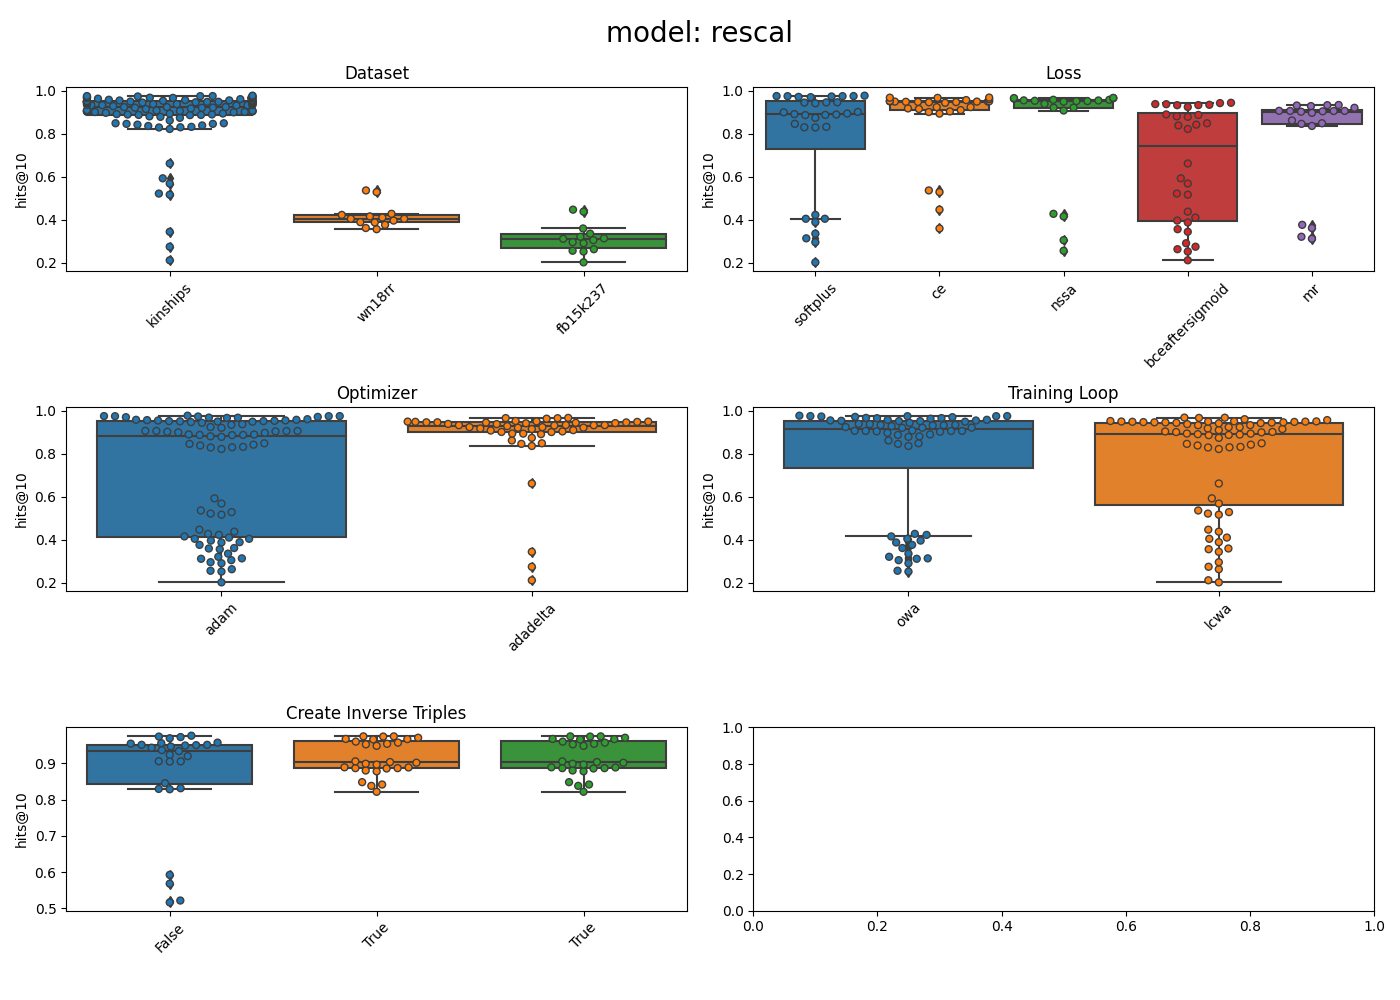 model: rescal
Dataset
hits@10
1.0
0.8
0.6
0.4
0.2
kinships
wn18rr
fb15k237
Loss
hits@10
1.0
0.8
0.6
0.4
0.2
softplus
ce
nssa
bceaftersigmoid
mr
Optimizer
hits@10
1.0
0.8
0.6
0.4
0.2
adam
adadelta
Training Loop
hits@10
1.0
0.8
0.6
0.4
0.2
owa
lcwa
Create Inverse Triples
hits@10
0.9
0.8
0.7
0.6
0.5
False
True
True
1.0
0.8
0.6
0.4
0.2
0.0
0.0 0.2 0.4 0.6 0.8 1.0